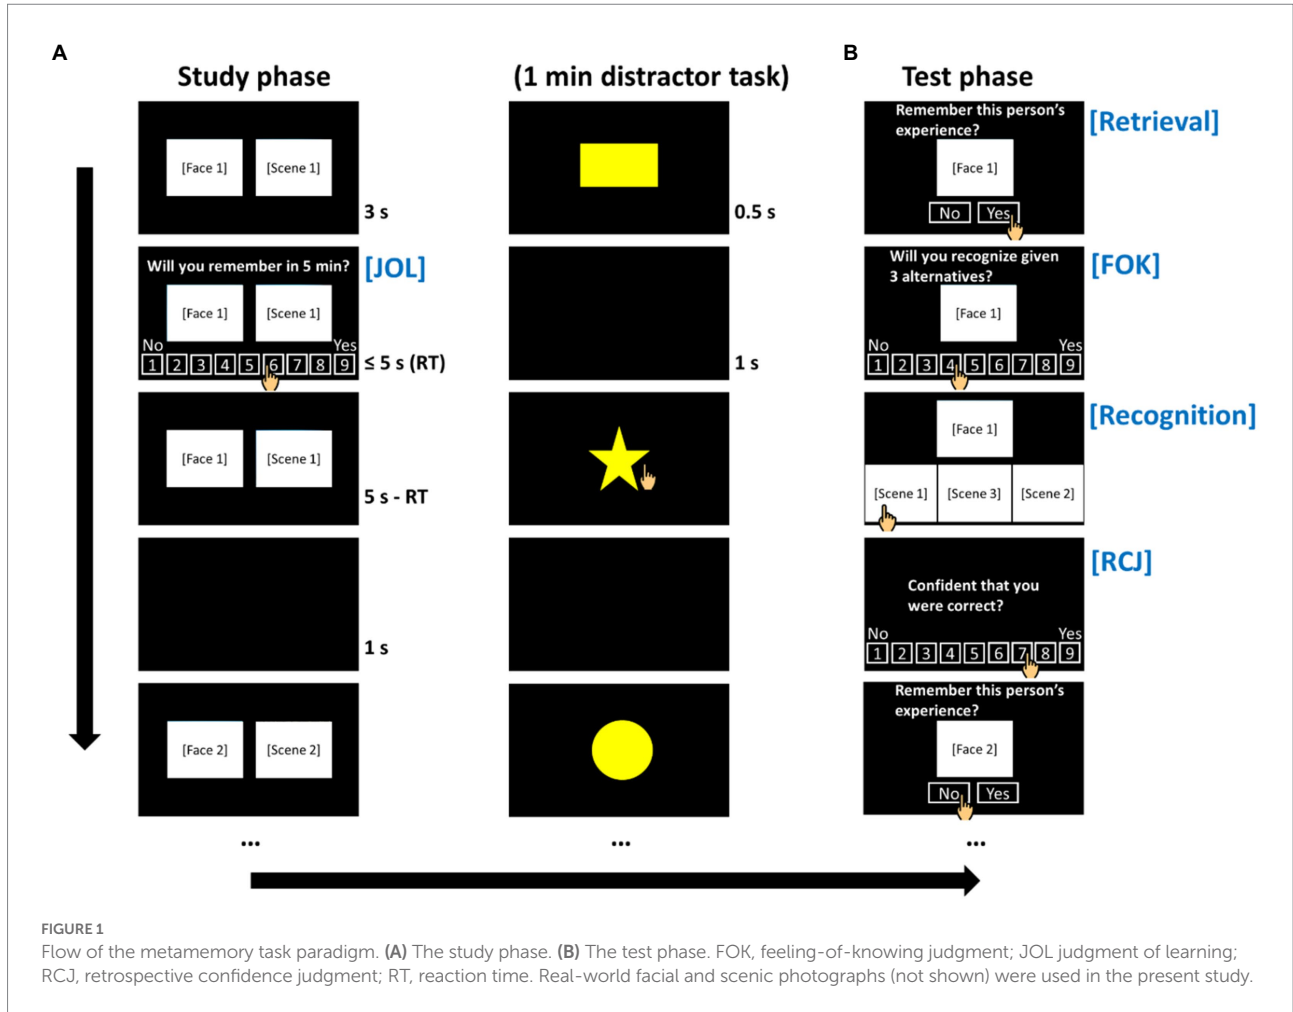 A
Study phase
[Face 1]
[Scene 1]
3 s
Will you remember in 5 min?
[JOL]
[Face 1]
[Scene 1]
No
Yes
1 2 3 4 5 6 7 8 9
≤ 5 s (RT)
[Face 1]
[Scene 1]
5 s - RT
1 s
[Face 2]
[Scene 2]
...
(1 min distractor task)
0.5 s
1 s
...
B
Test phase
Remember this person's
experience?
[Retrieval]
[Face 1]
No
Yes
Will you recognize given
3 alternatives?
[FOK]
[Face 1]
No
Yes
1 2 3 4 5 6 7 8 9
[Recognition]
[Face 1]
[Scene 1]
[Scene 3]
[Scene 2]
[RCJ]
Confident that you
were correct?
No
Yes
1 2 3 4 5 6 7 8 9
Remember this person's
experience?
[Face 2]
No
Yes
...
FIGURE 1
Flow of the metamemory task paradigm. (A) The study phase. (B) The test phase. FOK, feeling-of-knowing judgment; JOL judgment of learning;
RCJ, retrospective confidence judgment; RT, reaction time. Real-world facial and scenic photographs (not shown) were used in the present study.